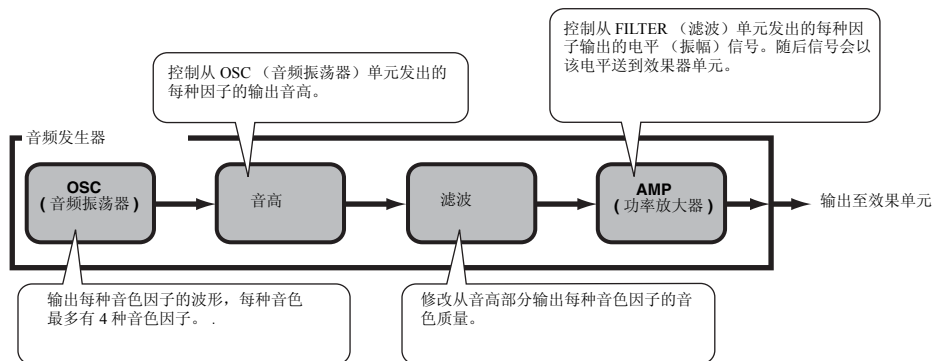 控制从 FILTER （滤波）单元发出的每种因
子输出的电平 （振幅）信号。随后信号会以
该电平送到效果器单元。
控制从 OSC （音频振荡器）单元发出的
每种因子的输出音高。
音频发生器
OSC
( 音频振荡器 )
音高
滤波
AMP
( 功率放大器 )
输出至效果单元
输出每种音色因子的波形，每种音色
最多有 4 种音色因子。 .
修改从音高部分输出每种音色因子的音
色质量。